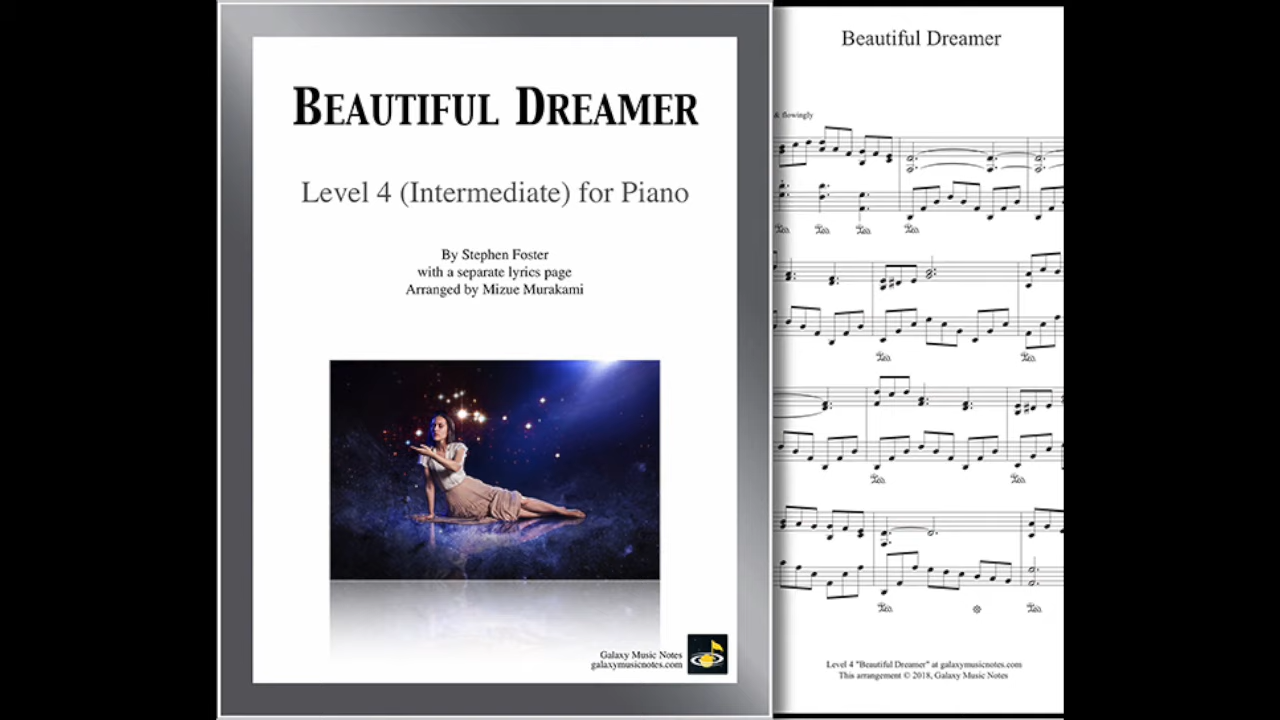 BEAUTIFUL DREAMER
Level 4 (Intermediate) for Piano
By Stephen Foster
with a separate lyrics page
Arranged by Mizue Murakami
Galaxy Music Notes
galaxymusicnotes.com
Beautiful Dreamer
& flowingly
Level 4 "Beautiful Dreamer" at galaxymusicnotes.com
This arrangement © 2018, Galaxy Music Notes